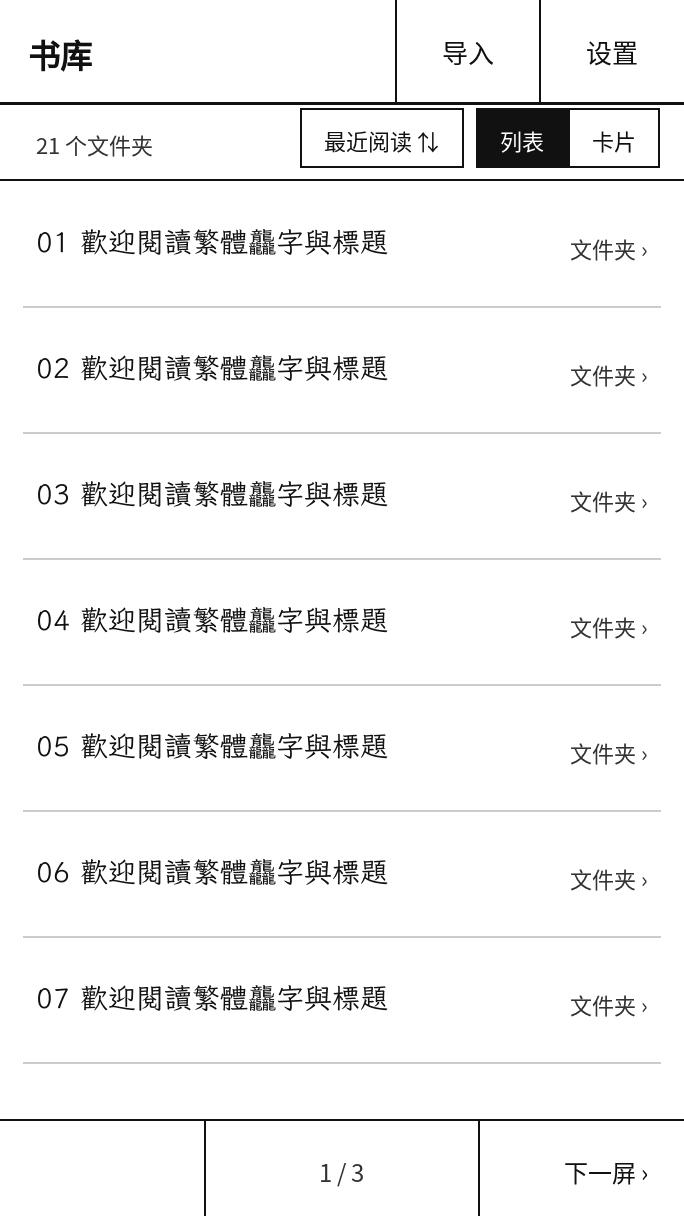 书库
导入
设置
21 个文件夹
最近阅读 ⇅
列表
卡片
01 歡迎閱讀繁體龘字與標題
文件夹 ›
02 歡迎閱讀繁體龘字與標題
文件夹 ›
03 歡迎閱讀繁體龘字與標題
文件夹 ›
04 歡迎閱讀繁體龘字與標題
文件夹 ›
05 歡迎閱讀繁體龘字與標題
文件夹 ›
06 歡迎閱讀繁體龘字與標題
文件夹 ›
07 歡迎閱讀繁體龘字與標題
文件夹 ›
1 / 3
下一屏 ›